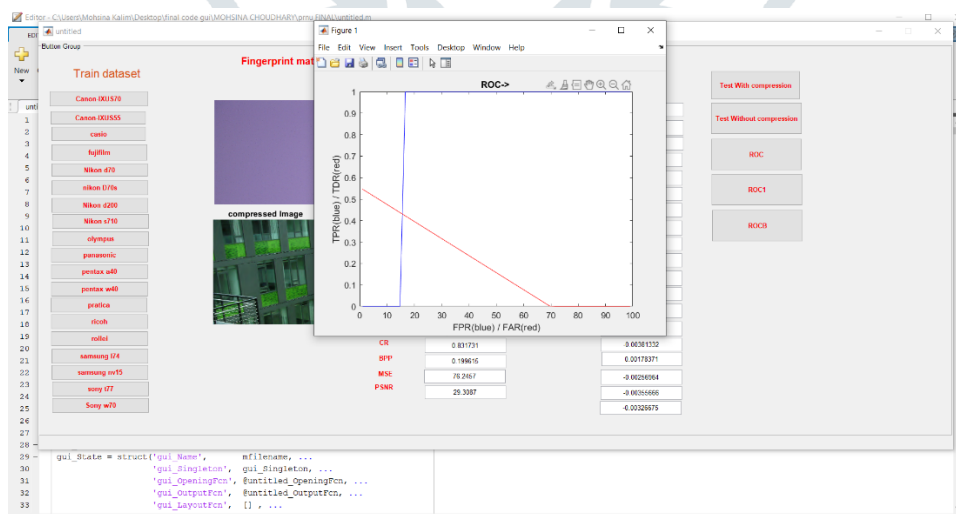 Editor - C:\Users\Mohsina Kalim\Desktop\final code gui\MOHSINA CHOUDHARY\prnu FINAL\untitled.m
untitled
Button Group
New
Train dataset
Canon IXUS70
Canon IXUS55
casio
fujifilm
Nikon d70
nikon D70s
Nikon d200
Nikon s710
olympus
panasonic
pentax a40
pentax w40
pratica
ricoh
rollei
samsung l74
samsung nv15
sony t77
Sony w70
Fingerprint mat
compressed Image
Figure 1
File Edit View Insert Tools Desktop Window Help
ROC->
TPR(blue) / TDR(red)
1
0.9
0.8
0.7
0.6
0.5
0.4
0.3
0.2
0.1
0
0 10 20 30 40 50 60 70 80 90 100
FPR(blue) / FAR(red)
CR 0.831731
BPP 0.199615
MSE 76.2467
PSNR 29.3087
-0.00381332
0.00178371
-0.00256964
-0.00355666
-0.00326675
Test With compression
Test Without compression
ROC
ROC1
ROCB
1
2
3
4
5
6
7
8
9
10
11
12
13
14
15
16
17
18
19
20
21
22
23
24
25
26
27
28
29 gui_State = struct('gui_Name', mfilename, ...
30 'gui_Singleton', gui_Singleton, ...
31 'gui_OpeningFcn', @untitled_OpeningFcn, ...
32 'gui_OutputFcn', @untitled_OutputFcn, ...
33 'gui_LayoutFcn', [] , ...